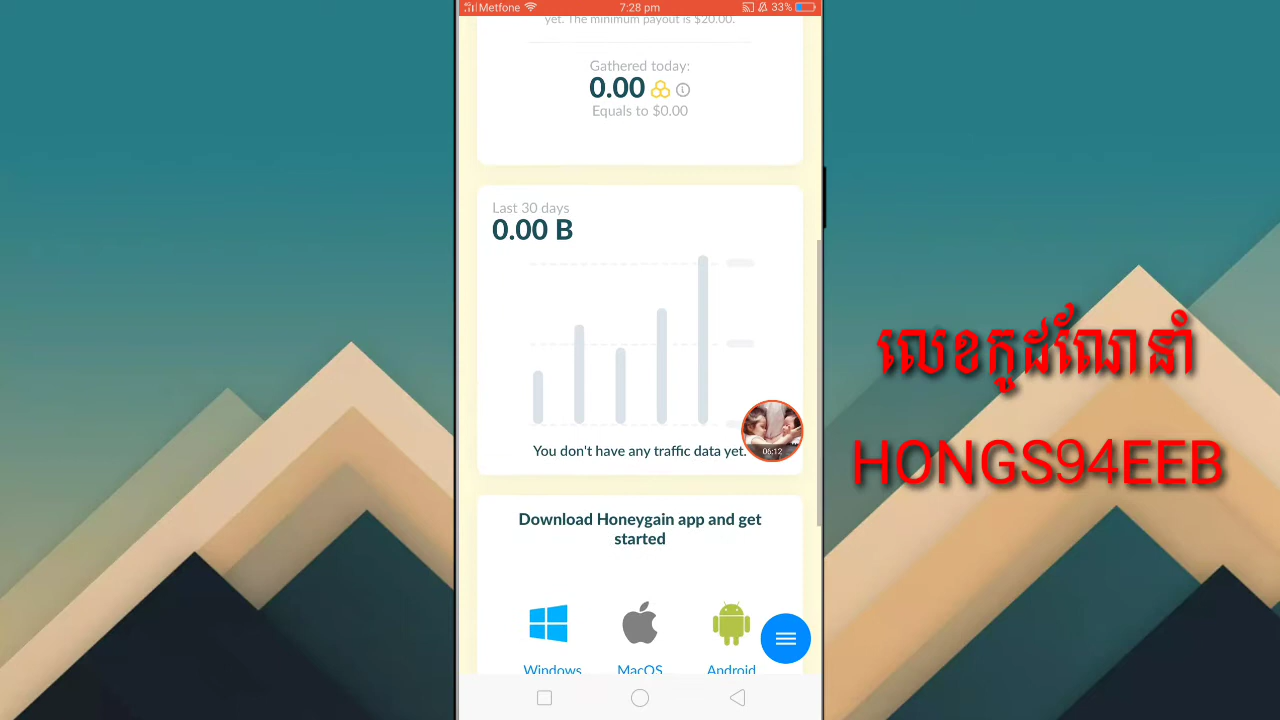 Metfone
7:28 pm
33%
yet. The minimum payout is $20.00.
Gathered today:
0.00
Equals to $0.00
Last 30 days
0.00 B
You don't have any traffic data yet.
06:12
Download Honeygain app and get
started
Windows
MacOS
Android
លេខកូដណែនាំ
HONGS94EEB